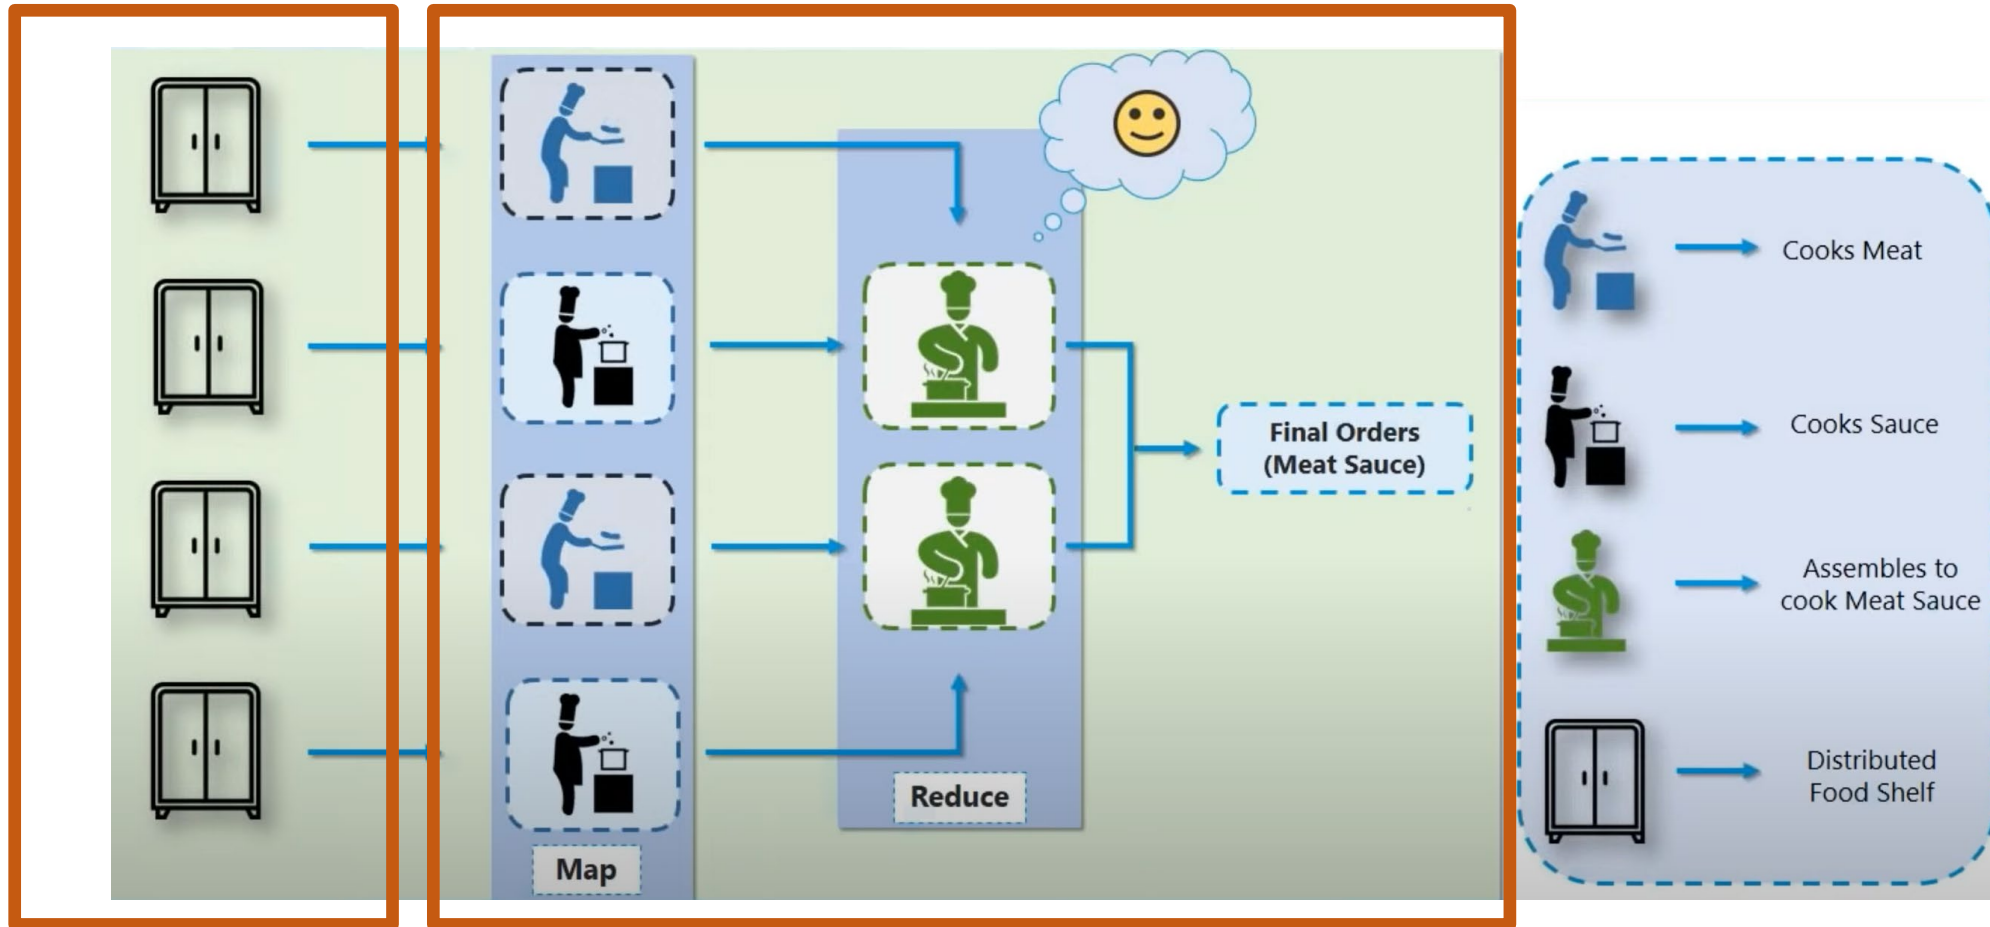 Map
Reduce
Final Orders
(Meat Sauce)
Cooks Meat
Cooks Sauce
Assembles to
cook Meat Sauce
Distributed
Food Shelf